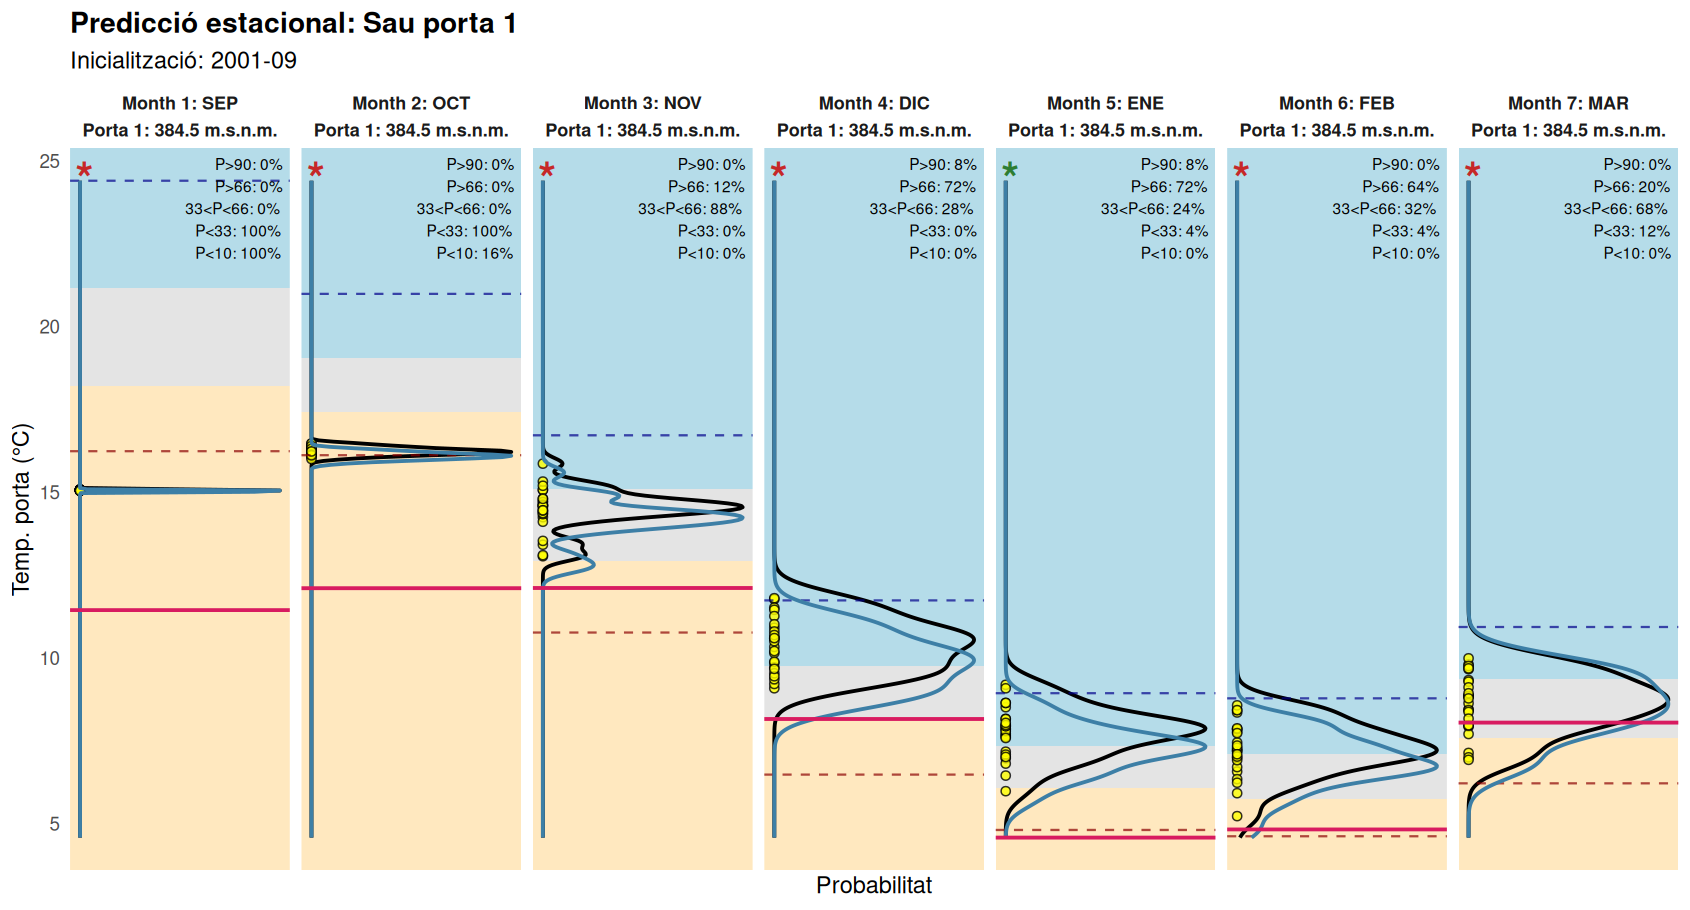 Predicció estacional: Sau porta 1
Inicialització: 2001-09
Month 1: SEP
Porta 1: 384.5 m.s.n.m.
Month 2: OCT
Porta 1: 384.5 m.s.n.m.
Month 3: NOV
Porta 1: 384.5 m.s.n.m.
Month 4: DIC
Porta 1: 384.5 m.s.n.m.
Month 5: ENE
Porta 1: 384.5 m.s.n.m.
Month 6: FEB
Porta 1: 384.5 m.s.n.m.
Month 7: MAR
Porta 1: 384.5 m.s.n.m.
Temp. porta (°C)
25
20
15
10
5
*
P>90: 0%
P>66: 0%
33<P<66: 0%
P<33: 100%
P<10: 100%
*
P>90: 0%
P>66: 0%
33<P<66: 0%
P<33: 100%
P<10: 16%
*
P>90: 0%
P>66: 12%
33<P<66: 88%
P<33: 0%
P<10: 0%
*
P>90: 8%
P>66: 72%
33<P<66: 28%
P<33: 0%
P<10: 0%
*
P>90: 8%
P>66: 72%
33<P<66: 24%
P<33: 4%
P<10: 0%
*
P>90: 0%
P>66: 64%
33<P<66: 32%
P<33: 4%
P<10: 0%
*
P>90: 0%
P>66: 20%
33<P<66: 68%
P<33: 12%
P<10: 0%
Probabilitat